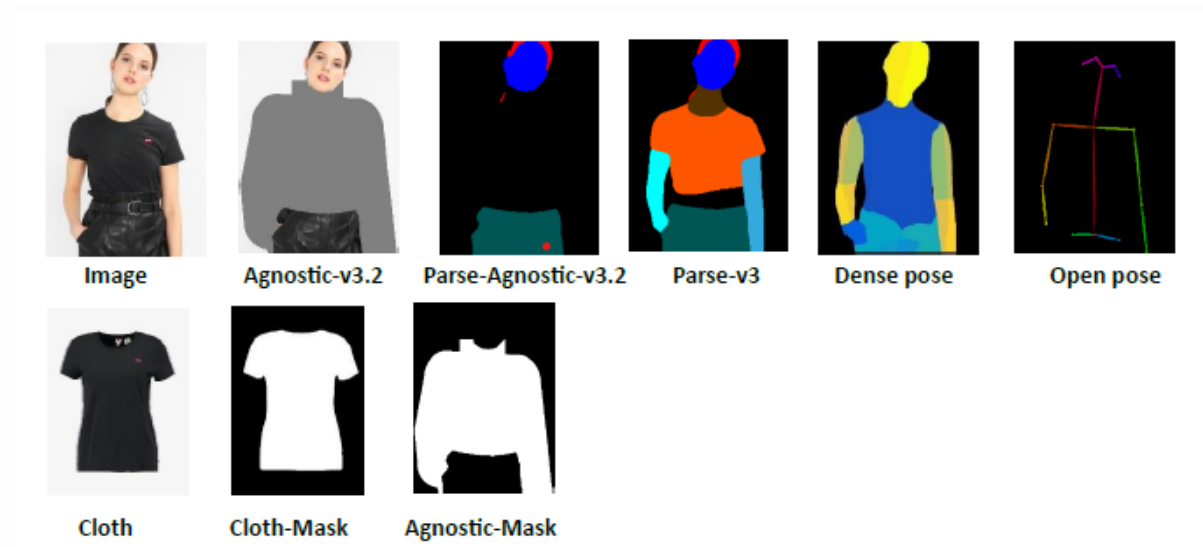 Image Agnostic-v3.2 Parse-Agnostic-v3.2 Parse-v3 Dense pose Open pose
Cloth Cloth-Mask Agnostic-Mask